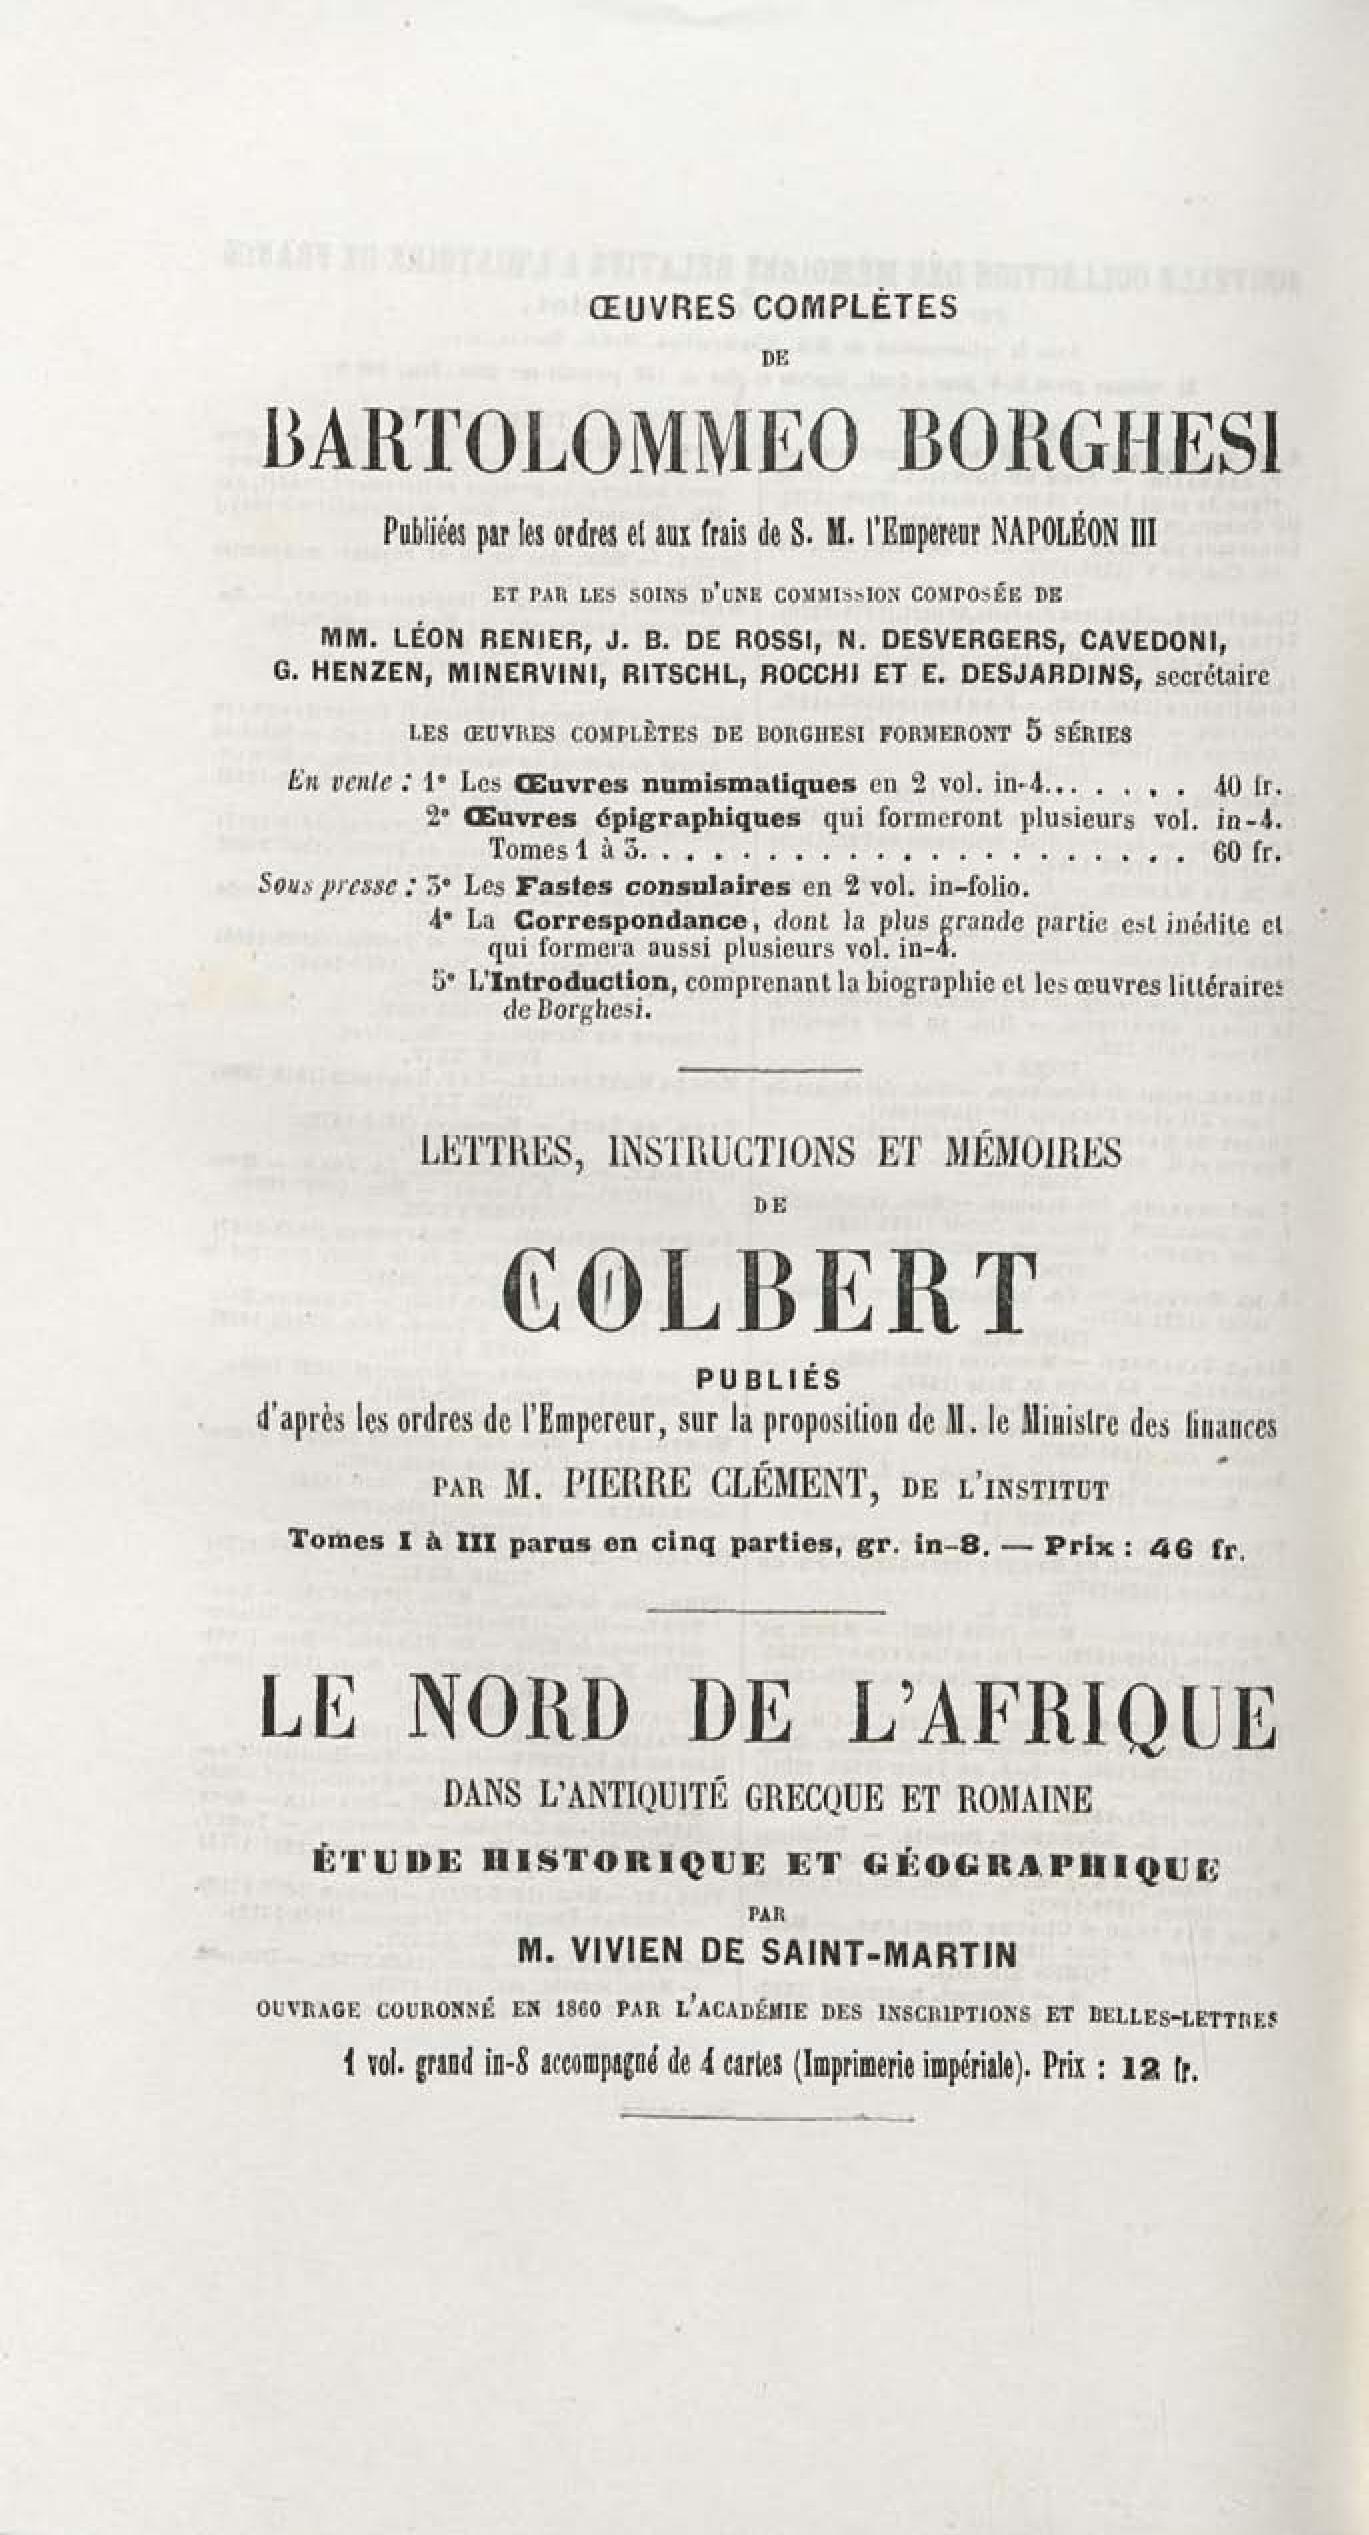 ŒUVRES COMPLÈTES
DE
BARTOLOMMEO BORGHESI
Publiées par les ordres et aux frais de S. M. l'Empereur NAPOLÉON III
ET PAR LES SOINS D'UNE COMMISSION COMPOSÉE DE
MM. LÉON RENIER, J. B. DE ROSSI, N. DESVERGERS, CAVEDONI,
G. HENZEN, MINERVINI, RITSCHL, ROCCHI ET E. DESJARDINS, secrétaire
LES ŒUVRES COMPLÈTES DE BORGHESI FORMERONT 5 SÉRIES
En vente : 1° Les Œuvres numismatiques en 2 vol. in-4. . . . . . . 40 fr.
2° Œuvres épigraphiques qui formeront plusieurs vol. in-4.
Tomes 1 à 3. . . . . . . . . . . . . . . . . . 60 fr.
Sous presse : 3° Les Fastes consulaires en 2 vol. in-folio.
4° La Correspondance, dont la plus grande partie est inédite et
qui formera aussi plusieurs vol. in-4.
5° L'Introduction, comprenant la biographie et les œuvres littéraires
de Borghesi.
LETTRES, INSTRUCTIONS ET MÉMOIRES
DE
COLBERT
PUBLIÉS
d'après les ordres de l'Empereur, sur la proposition de M. le Ministre des finances
PAR M. PIERRE CLÉMENT, DE L'INSTITUT
Tomes I à III parus en cinq parties, gr. in-8. — Prix : 46 fr.
LE NORD DE L'AFRIQUE
DANS L'ANTIQUITÉ GRECQUE ET ROMAINE
ÉTUDE HISTORIQUE ET GÉOGRAPHIQUE
PAR
M. VIVIEN DE SAINT-MARTIN
OUVRAGE COURONNÉ EN 1860 PAR L'ACADÉMIE DES INSCRIPTIONS ET BELLES-LETTRES
1 vol. grand in-8 accompagné de 4 cartes (Imprimerie impériale). Prix : 12 fr.